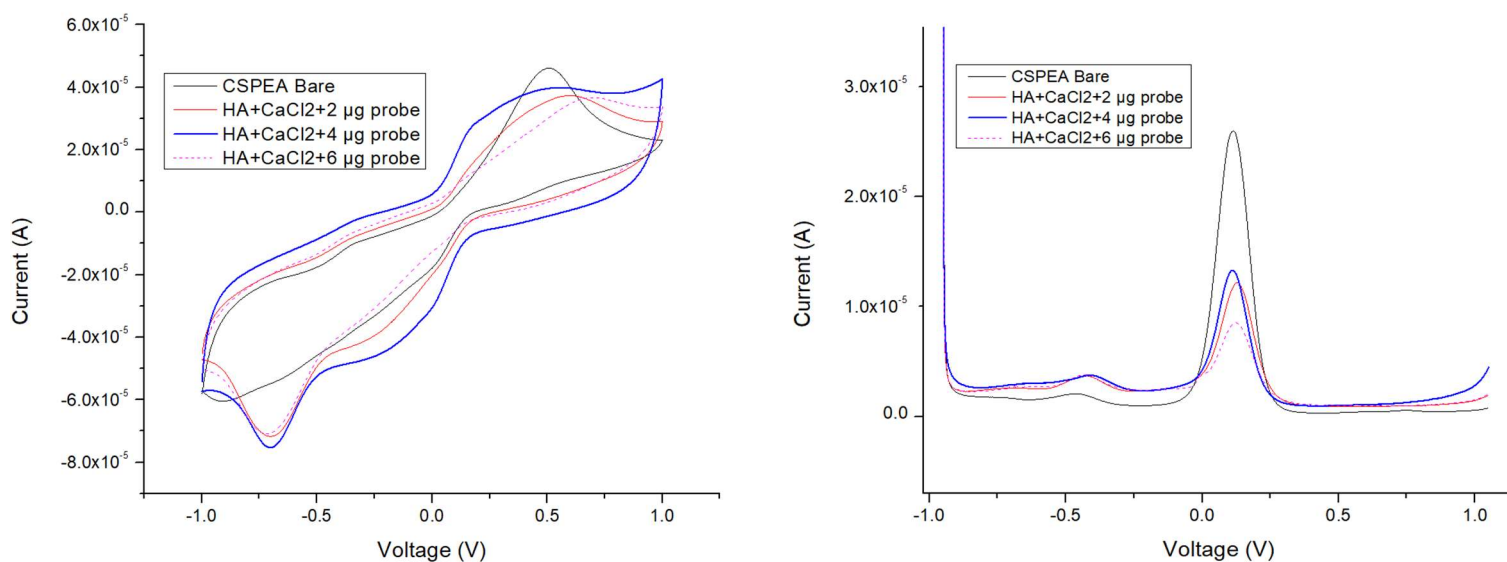 6.0x10⁻⁵
4.0x10⁻⁵
2.0x10⁻⁵
0.0
-2.0x10⁻⁵
-4.0x10⁻⁵
-6.0x10⁻⁵
-8.0x10⁻⁵
Current (A)
CSPEA Bare
HA+CaCl2+2 µg probe
HA+CaCl2+4 µg probe
HA+CaCl2+6 µg probe
-1.0 -0.5 0.0 0.5 1.0
Voltage (V)
3.0x10⁻⁵
2.0x10⁻⁵
1.0x10⁻⁵
0.0
Current (A)
CSPEA Bare
HA+CaCl2+2 µg probe
HA+CaCl2+4 µg probe
HA+CaCl2+6 µg probe
-1.0 -0.5 0.0 0.5 1.0
Voltage (V)